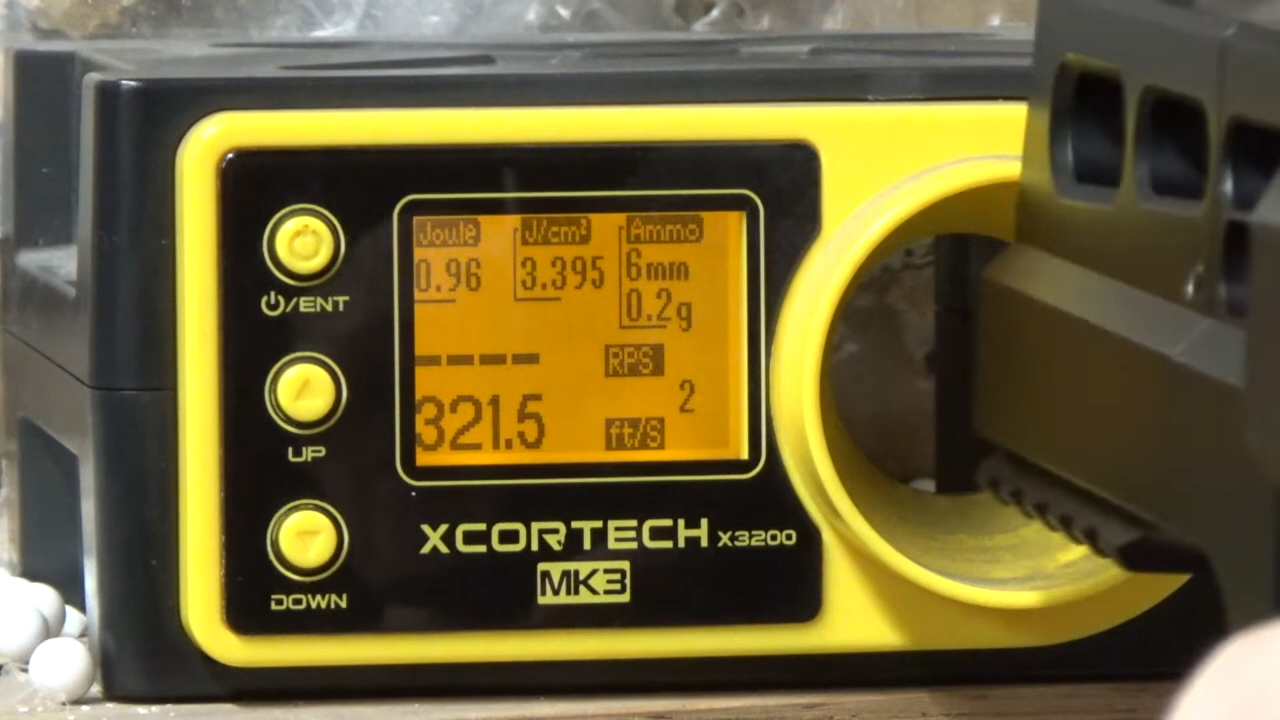 Joule J/cm² Ammo
0.96 3.395 6mm
0.2g
---- RPS
2
321.5 ft/S
⏻/ENT
UP
DOWN
XCORTECH X3200
MK3